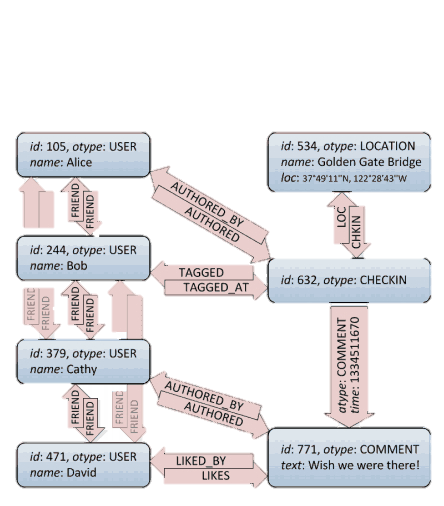 id: 105, otype: USER
name: Alice
id: 534, otype: LOCATION
name: Golden Gate Bridge
loc: 37°49'11"N, 122°28'43"W
FRIEND
FRIEND
AUTHORED_BY
AUTHORED
LOC
CHKIN
id: 244, otype: USER
name: Bob
TAGGED
TAGGED_AT
id: 632, otype: CHECKIN
FRIEND
FRIEND
FRIEND
FRIEND
atype: COMMENT
time: 1334511670
id: 379, otype: USER
name: Cathy
AUTHORED_BY
AUTHORED
FRIEND
FRIEND
FRIEND
id: 471, otype: USER
name: David
LIKED_BY
LIKES
id: 771, otype: COMMENT
text: Wish we were there!